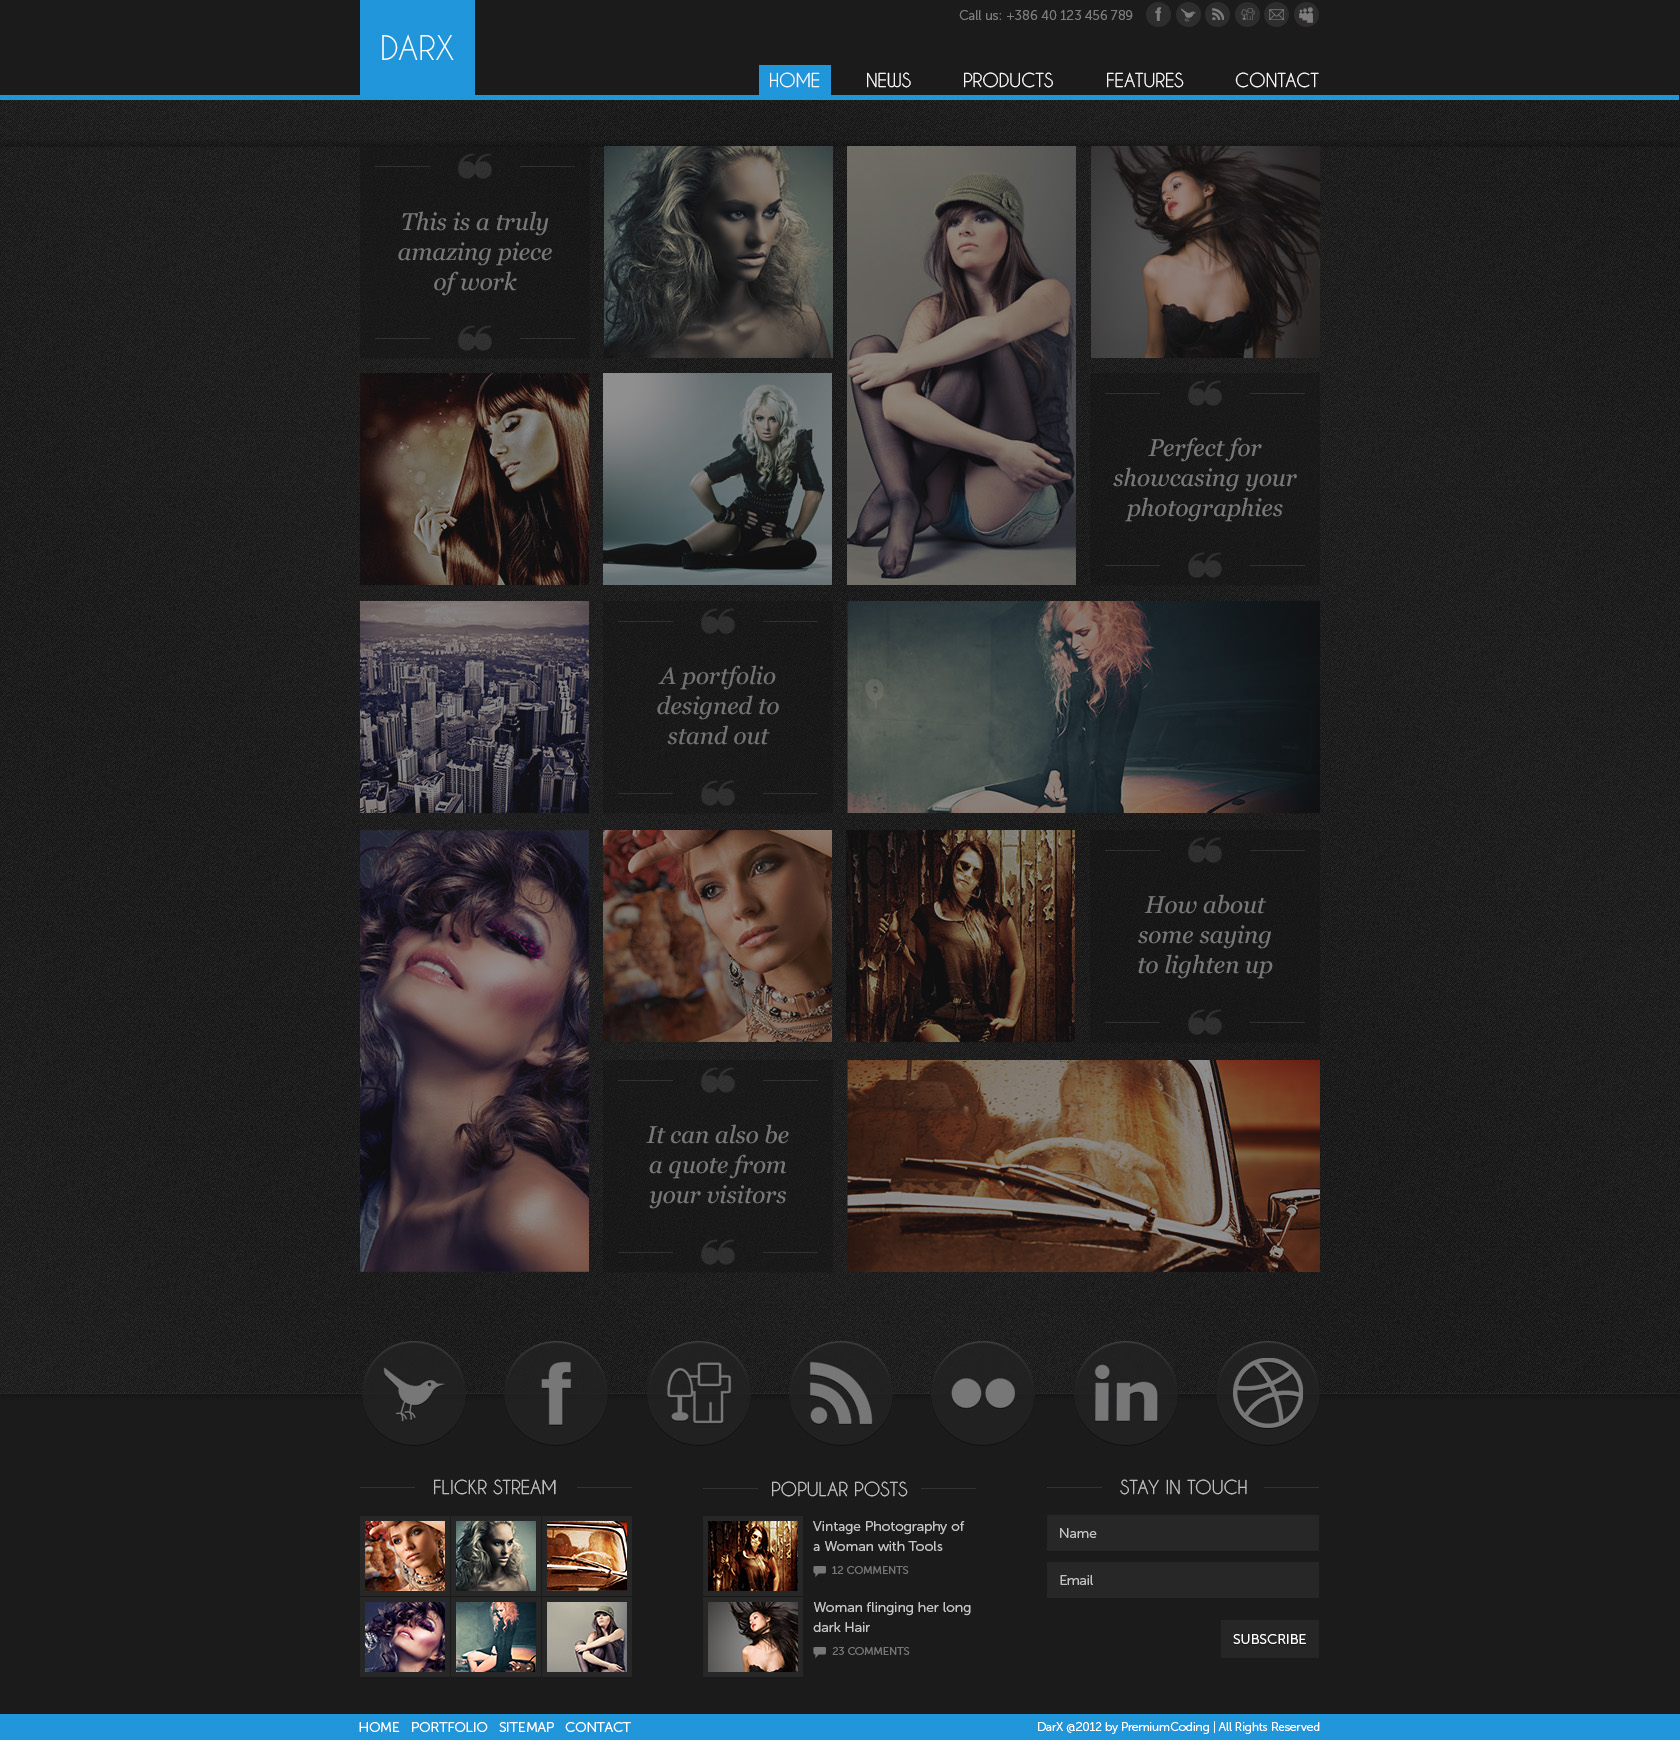 Call us: +386 40 123 456 789
DARX
HOME
NEWS
PRODUCTS
FEATURES
CONTACT
This is a truly
amazing piece
of work
Perfect for
showcasing your
photographies
A portfolio
designed to
stand out
How about
some saying
to lighten up
It can also be
a quote from
your visitors
FLICKR STREAM
POPULAR POSTS
Vintage Photography of
a Woman with Tools
12 COMMENTS
Woman flinging her long
dark Hair
23 COMMENTS
STAY IN TOUCH
Name
Email
SUBSCRIBE
HOME PORTFOLIO SITEMAP CONTACT
DarX @2012 by PremiumCoding | All Rights Reserved